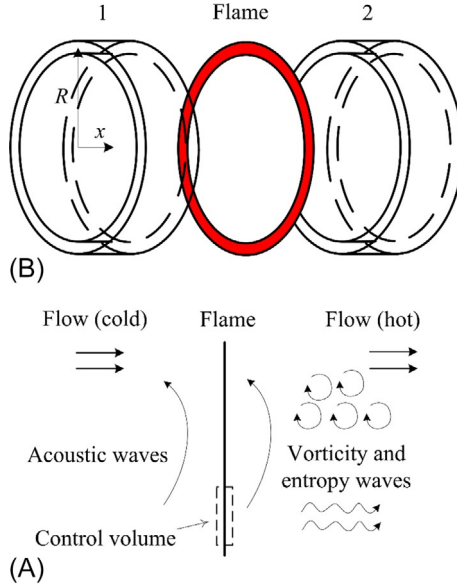 1 Flame 2
R
x
(B)
Flow (cold) Flame Flow (hot)
Acoustic waves
Vorticity and
entropy waves
Control volume
(A)